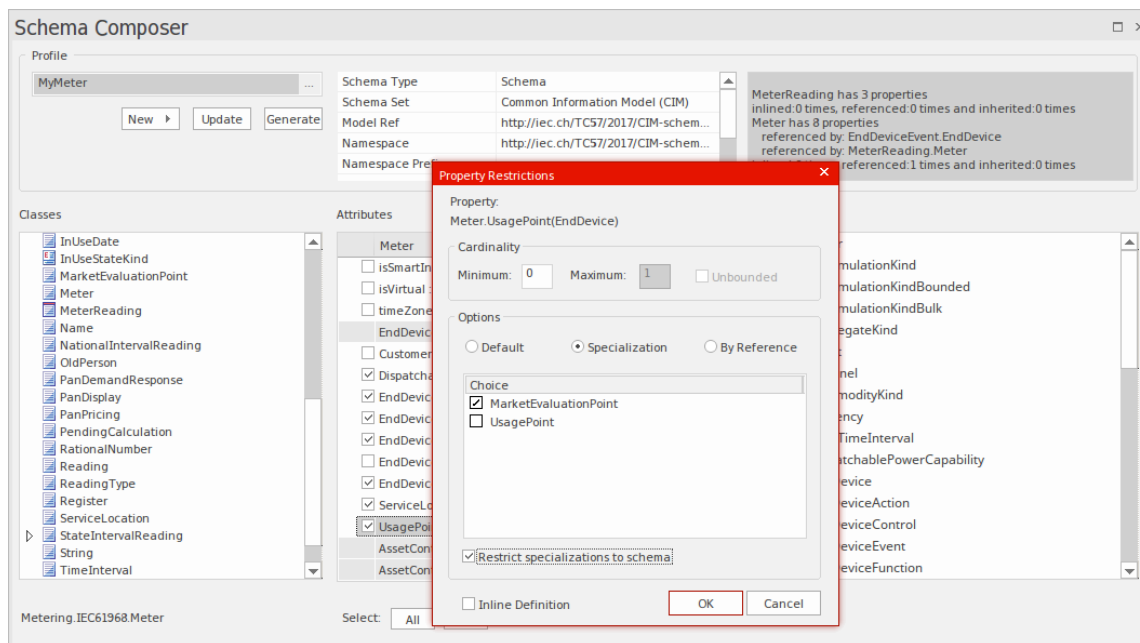 Schema Composer
Profile
MyMeter
...
New
Update
Generate
Schema Type Schema
Schema Set Common Information Model (CIM)
Model Ref http://iec.ch/TC57/2017/CIM-schem...
Namespace http://iec.ch/TC57/2017/CIM-schem...
Namespace Pref
MeterReading has 3 properties
inlined:0 times, referenced:0 times and inherited:0 times
Meter has 8 properties
referenced by: EndDeviceEvent.EndDevice
referenced by: MeterReading.Meter
referenced:1 times and inherited:0 times
Classes
InUseDate
InUseStateKind
MarketEvaluationPoint
Meter
MeterReading
Name
NationalIntervalReading
OldPerson
PanDemandResponse
PanDisplay
PanPricing
PendingCalculation
RationalNumber
Reading
ReadingType
Register
ServiceLocation
StateIntervalReading
String
TimeInterval
Attributes
Meter
isSmartIn
isVirtual :
timeZone
EndDevic
Customer
Dispatcha
EndDevic
EndDevic
EndDevic
EndDevic
EndDevic
ServiceLo
UsagePoi
AssetCon
AssetCon
Property Restrictions
Property:
Meter.UsagePoint(EndDevice)
Cardinality
Minimum: 0 Maximum: 1 Unbounded
Options
Default Specialization By Reference
Choice
MarketEvaluationPoint
UsagePoint
Restrict specializations to schema
Inline Definition
OK
Cancel
mulationKind
mulationKindBounded
mulationKindBulk
egateKind
nel
modityKind
ency
TimeInterval
atchablePowerCapability
evice
eviceAction
eviceControl
eviceEvent
eviceFunction
Metering.IEC61968.Meter
Select: All